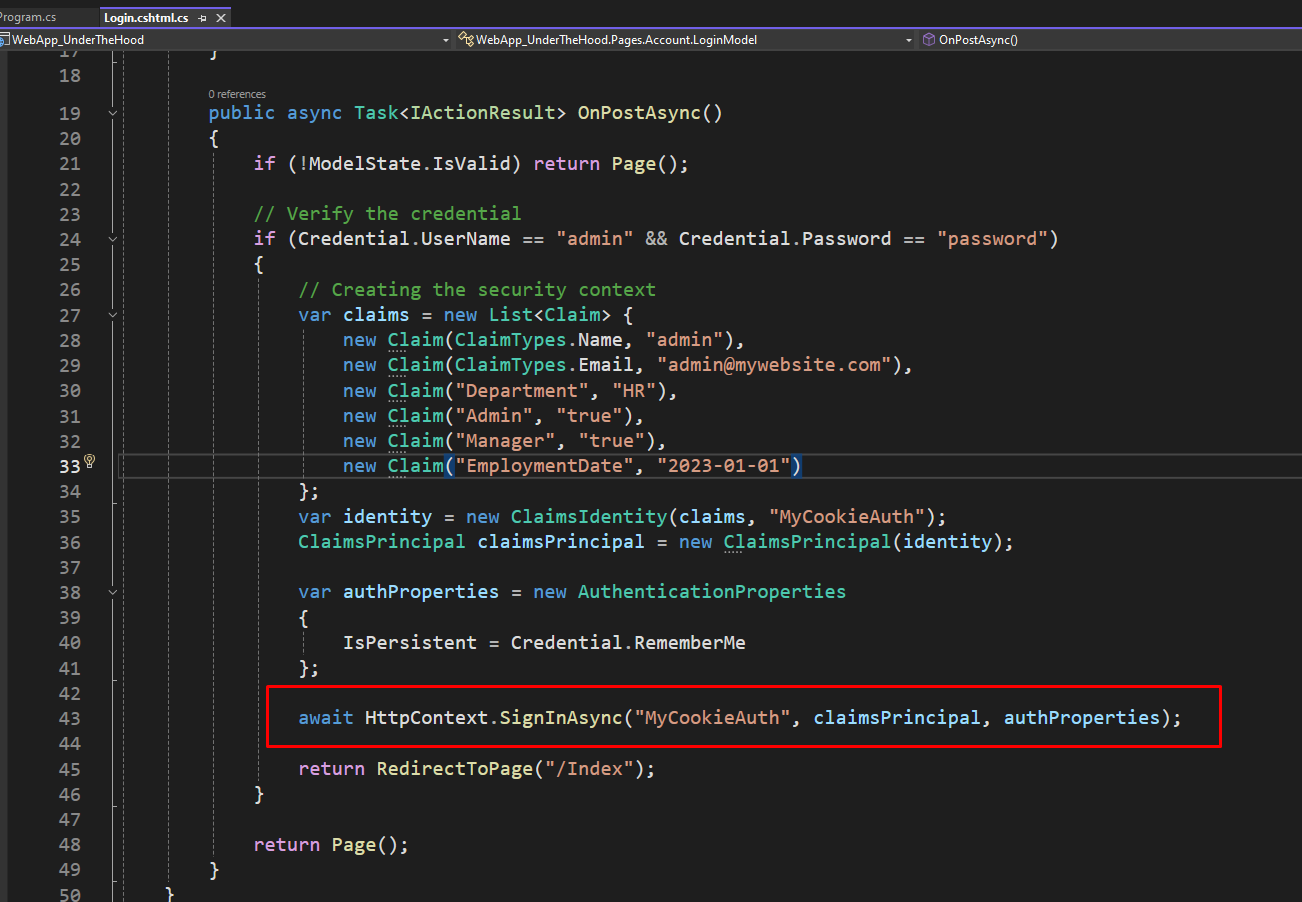 Program.cs
Login.cshtml.cs
WebApp_UnderTheHood
WebApp_UnderTheHood.Pages.Account.LoginModel
OnPostAsync()
17 }
18
0 references
19 public async Task<IActionResult> OnPostAsync()
20 {
21 if (!ModelState.IsValid) return Page();
22
23 // Verify the credential
24 if (Credential.UserName == "admin" && Credential.Password == "password")
25 {
26 // Creating the security context
27 var claims = new List<Claim> {
28 new Claim(ClaimTypes.Name, "admin"),
29 new Claim(ClaimTypes.Email, "admin@mywebsite.com"),
30 new Claim("Department", "HR"),
31 new Claim("Admin", "true"),
32 new Claim("Manager", "true"),
33 new Claim("EmploymentDate", "2023-01-01")
34 };
35 var identity = new ClaimsIdentity(claims, "MyCookieAuth");
36 ClaimsPrincipal claimsPrincipal = new ClaimsPrincipal(identity);
37
38 var authProperties = new AuthenticationProperties
39 {
40 IsPersistent = Credential.RememberMe
41 };
42
43 await HttpContext.SignInAsync("MyCookieAuth", claimsPrincipal, authProperties);
44
45 return RedirectToPage("/Index");
46 }
47
48 return Page();
49 }
50 }